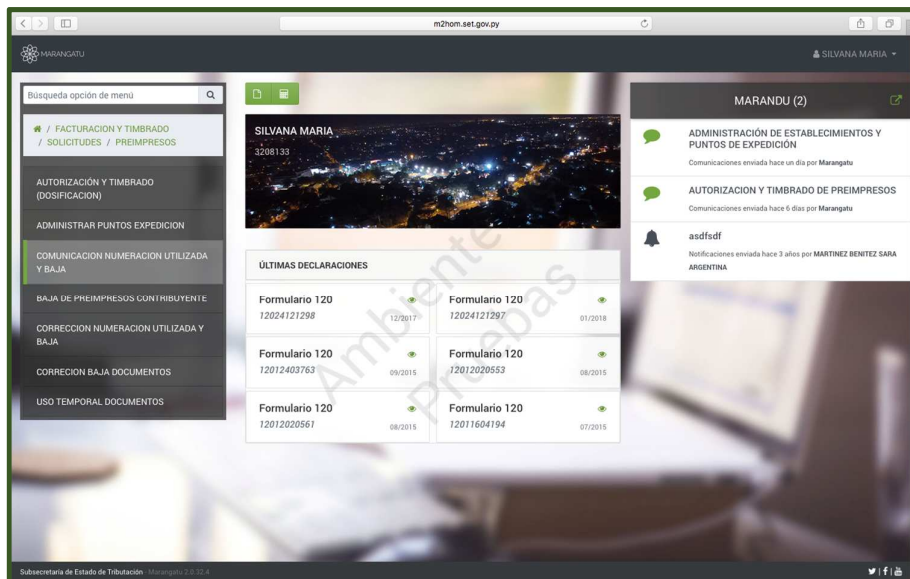 m2hom.set.gov.py
MARANGATU
SILVANA MARIA
Búsqueda opción de menú
/ FACTURACION Y TIMBRADO
/ SOLICITUDES / PREIMPRESOS
AUTORIZACIÓN Y TIMBRADO
(DOSIFICACION)
ADMINISTRAR PUNTOS EXPEDICION
COMUNICACION NUMERACION UTILIZADA
Y BAJA
BAJA DE PREIMPRESOS CONTRIBUYENTE
CORRECCION NUMERACION UTILIZADA Y
BAJA
CORRECION BAJA DOCUMENTOS
USO TEMPORAL DOCUMENTOS
SILVANA MARIA
3208133
ÚLTIMAS DECLARACIONES
Formulario 120
12024121298
12/2017
Formulario 120
12024121297
01/2018
Formulario 120
12012403763
09/2015
Formulario 120
12012020553
08/2015
Formulario 120
12012020561
08/2015
Formulario 120
12011604194
07/2015
Ambiente
Pruebas
MARANDU (2)
ADMINISTRACIÓN DE ESTABLECIMIENTOS Y
PUNTOS DE EXPEDICIÓN
Comunicaciones enviada hace un día por Marangatu
AUTORIZACION Y TIMBRADO DE PREIMPRESOS
Comunicaciones enviada hace 6 días por Marangatu
asdfsdf
Notificaciones enviada hace 3 años por MARTINEZ BENITEZ SARA
ARGENTINA
Subsecretaría de Estado de Tributación - Marangatu 2.0.32.4